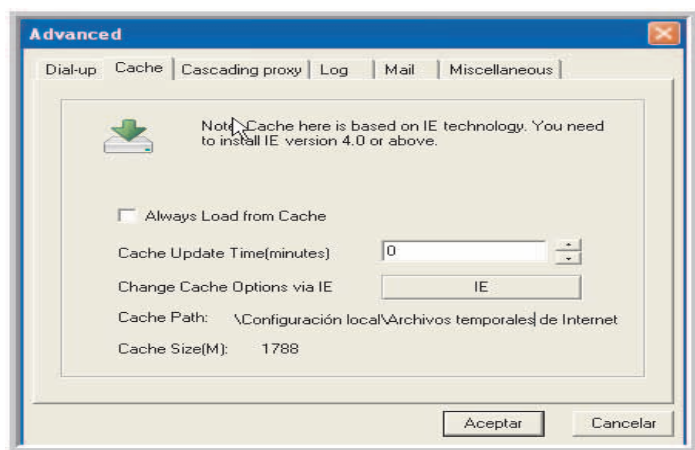 Advanced
Dial-up Cache Cascading proxy Log Mail Miscellaneous
Note: Cache here is based on IE technology. You need
to install IE version 4.0 or above.
Always Load from Cache
Cache Update Time(minutes) 0
Change Cache Options via IE IE
Cache Path: \Configuración local\Archivos temporales de Internet
Cache Size(M): 1788
Aceptar Cancelar